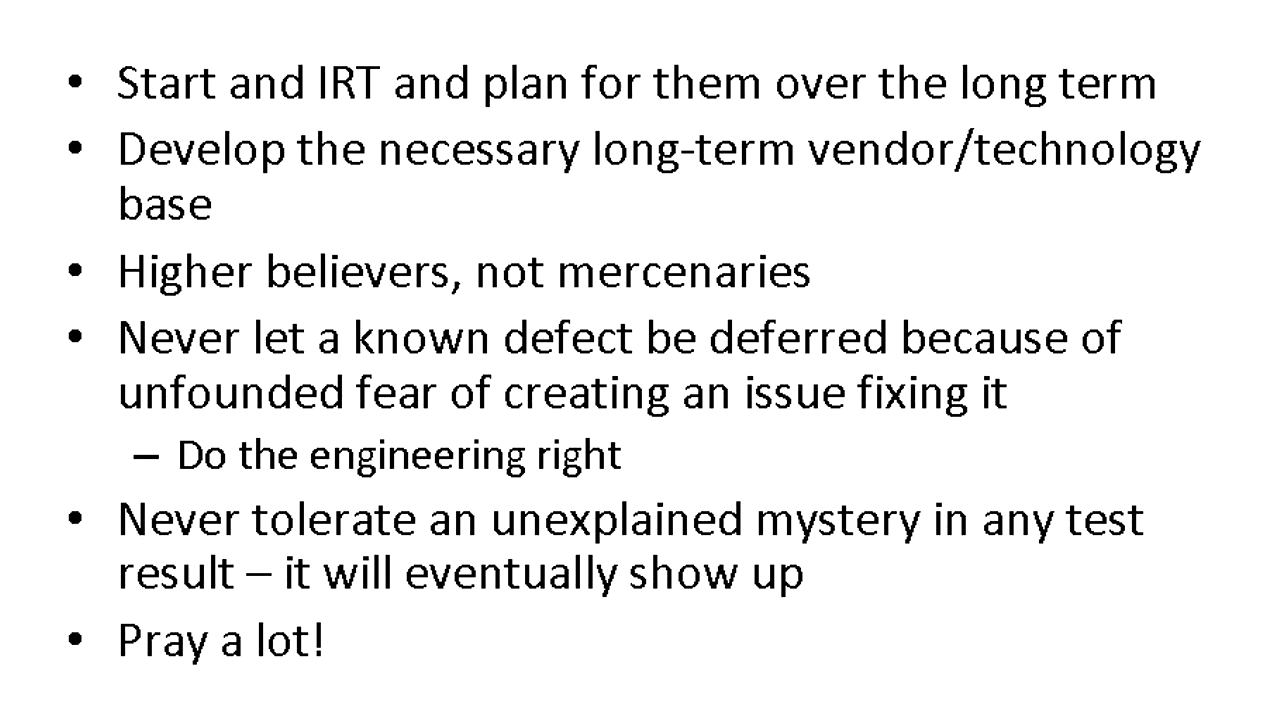 • Start and IRT and plan for them over the long term
• Develop the necessary long-term vendor/technology
base
• Higher believers, not mercenaries
• Never let a known defect be deferred because of
unfounded fear of creating an issue fixing it
– Do the engineering right
• Never tolerate an unexplained mystery in any test
result – it will eventually show up
• Pray a lot!